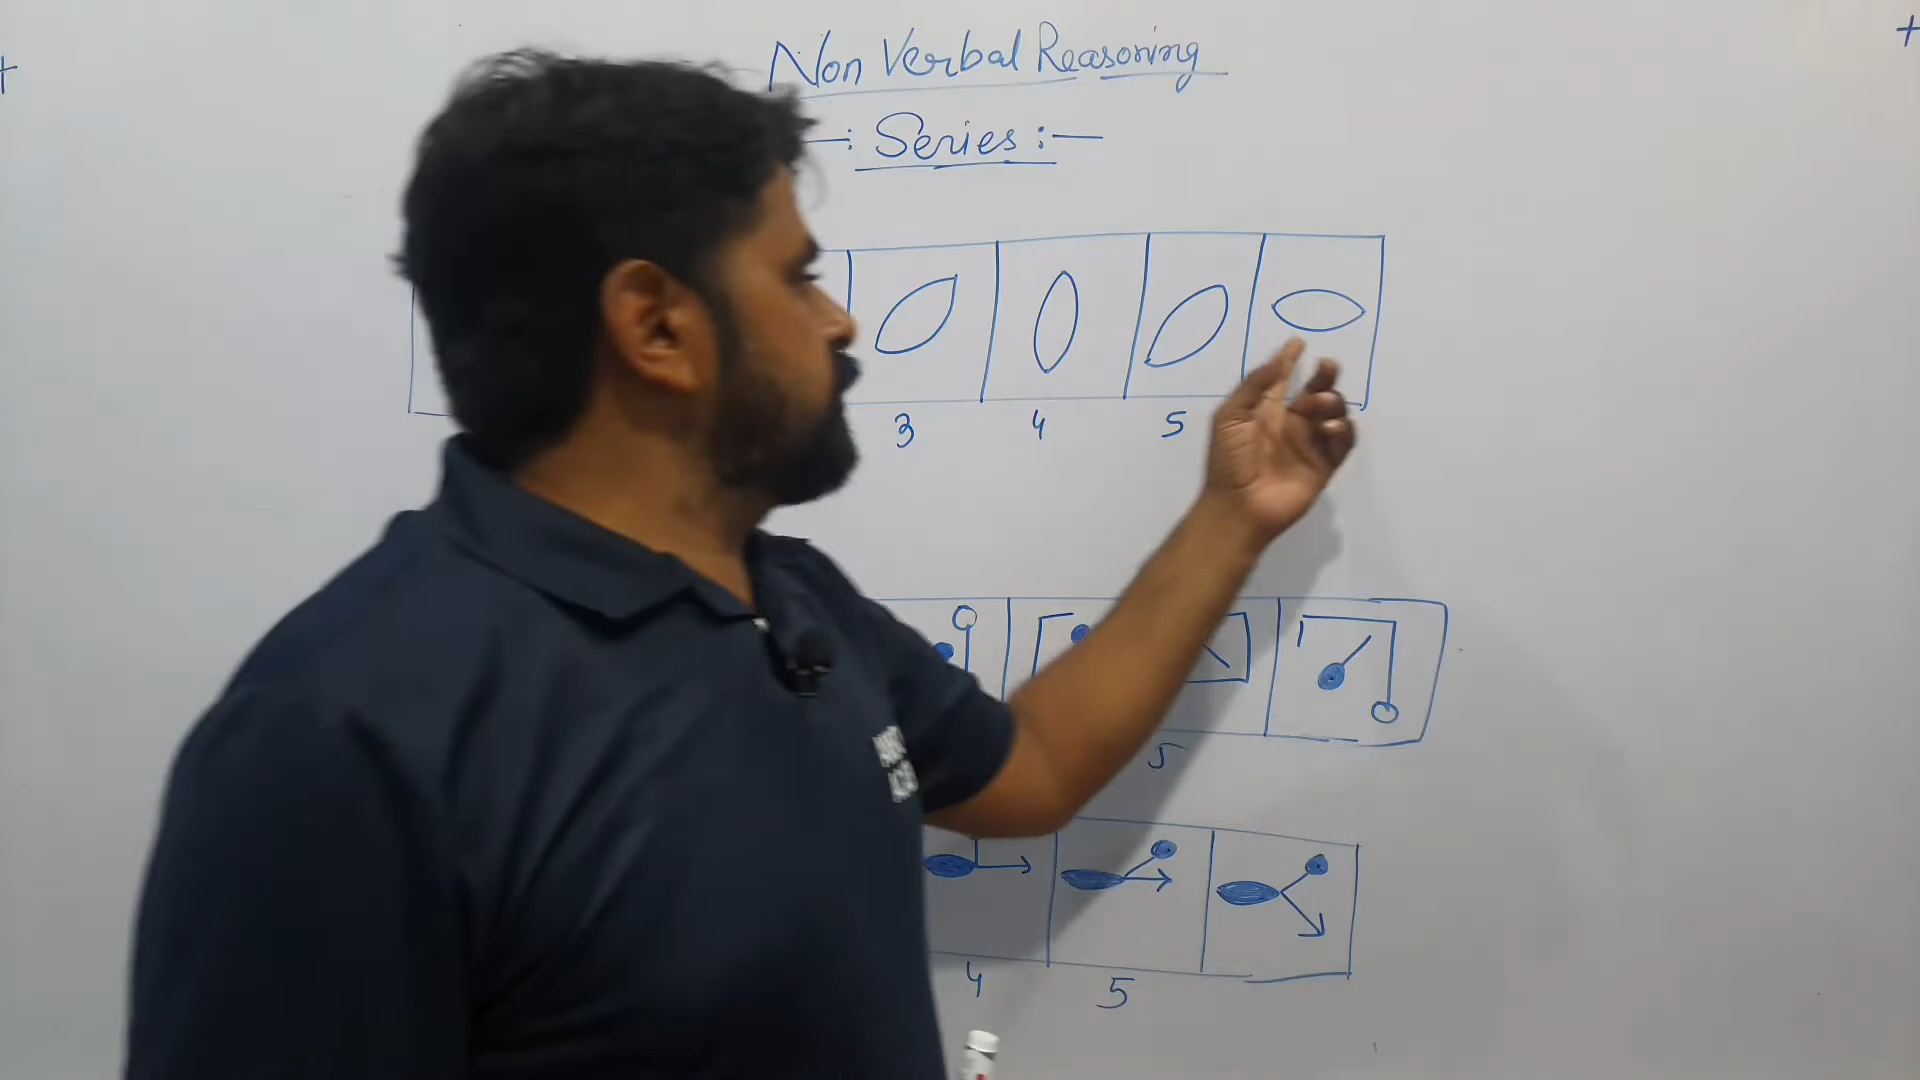 Non Verbal Reasoning
—: Series :—
3 4 5
5
4 5